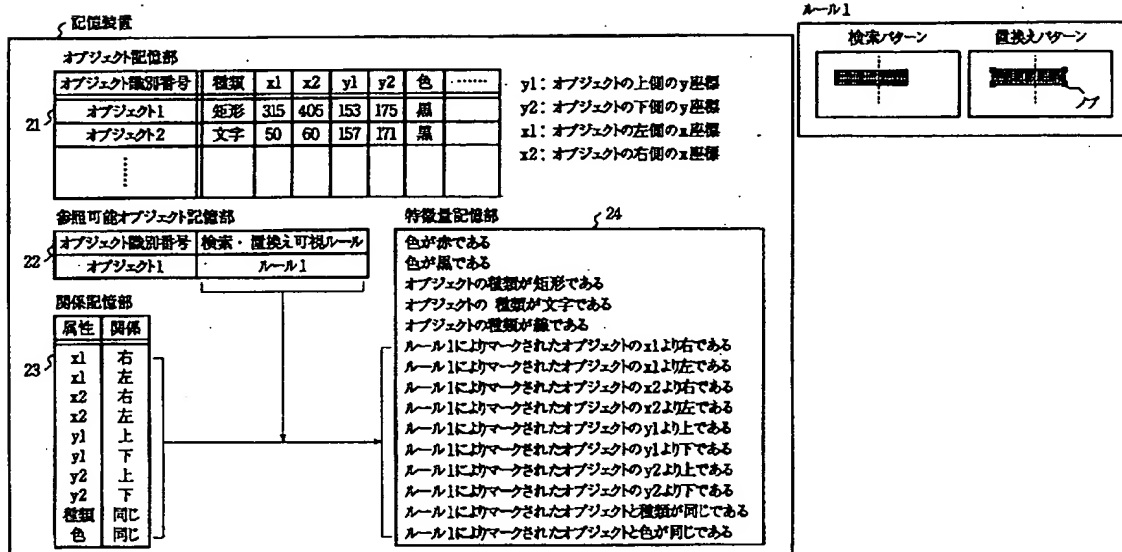 記憶装置
オブジェクト記憶部
オブジェクト識別番号 種類 x1 x2 y1 y2 色 ‥‥‥
21
オブジェクト1 矩形 315 405 153 175 黒
オブジェクト2 文字 50 60 157 171 黒
y1: オブジェクトの上側のy座標
y2: オブジェクトの下側のy座標
x1: オブジェクトの左側のx座標
x2: オブジェクトの右側のx座標
参照可能オブジェクト記憶部
22
オブジェクト識別番号 検索・置換え可視ルール
オブジェクト1 ルール1
関係記憶部
23
属性 関係
x1 右
x1 左
x2 右
x2 左
y1 上
y1 下
y2 上
y2 下
種類 同じ
色 同じ
特徴量記憶部
24
色が赤である
色が黒である
オブジェクトの種類が矩形である
オブジェクトの 種類が文字である
オブジェクトの種類が線である
ルール1によりマークされたオブジェクトのx1より右である
ルール1によりマークされたオブジェクトのx1より左である
ルール1によりマークされたオブジェクトのx2より右である
ルール1によりマークされたオブジェクトのx2より左である
ルール1によりマークされたオブジェクトのy1より上である
ルール1によりマークされたオブジェクトのy1より下である
ルール1によりマークされたオブジェクトのy2より上である
ルール1によりマークされたオブジェクトのy2より下である
ルール1によりマークされたオブジェクトと種類が同じである
ルール1によりマークされたオブジェクトと色が同じである
ルール1
検索パターン 置換えパターン